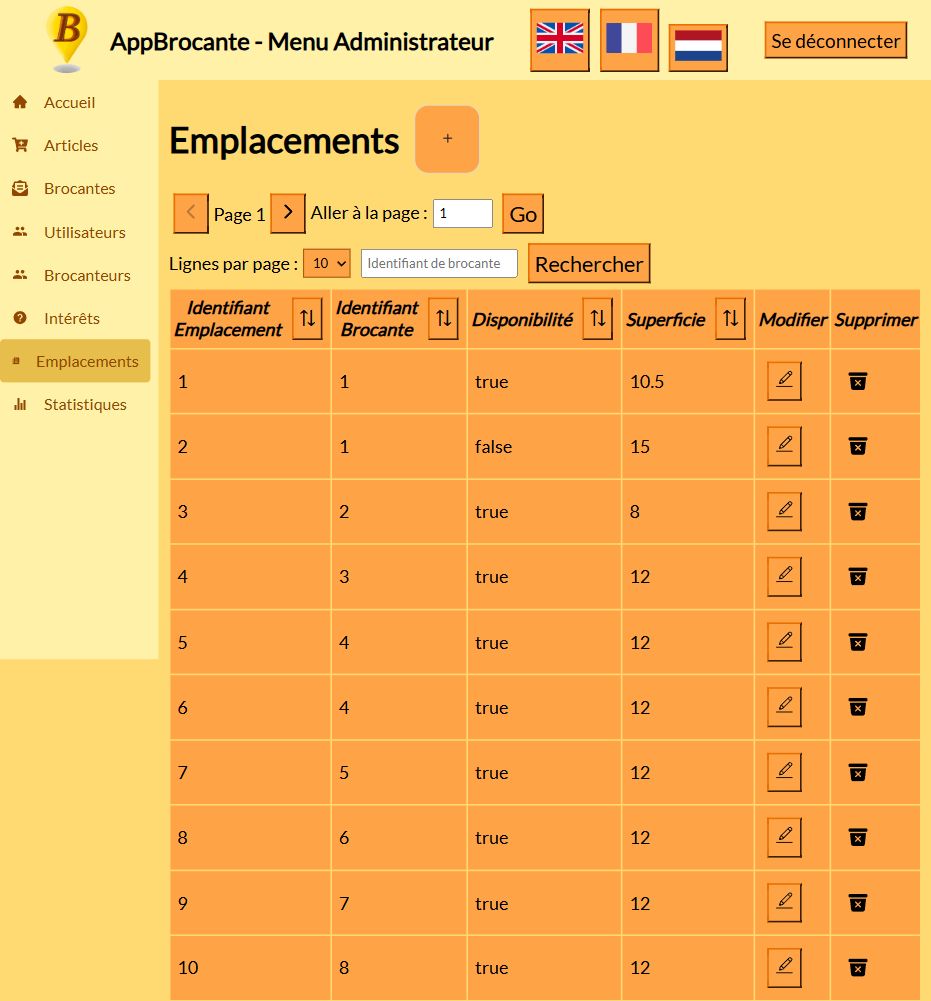 B
AppBrocante - Menu Administrateur
Se déconnecter
Accueil
Articles
Brocantes
Utilisateurs
Brocanteurs
Intérêts
Emplacements
Statistiques
Emplacements +
Page 1 Aller à la page : 1 Go
Lignes par page : 10 Identifiant de brocante Rechercher
Identifiant Emplacement Identifiant Brocante Disponibilité Superficie Modifier Supprimer
1 1 true 10.5
2 1 false 15
3 2 true 8
4 3 true 12
5 4 true 12
6 4 true 12
7 5 true 12
8 6 true 12
9 7 true 12
10 8 true 12